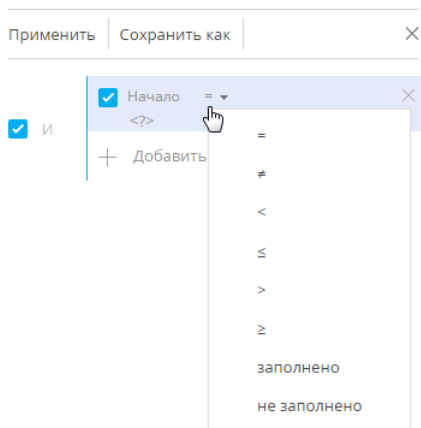 Применить Сохранить как
Начало =
<?>
И
Добавить
=
≠
<
≤
>
≥
заполнено
не заполнено